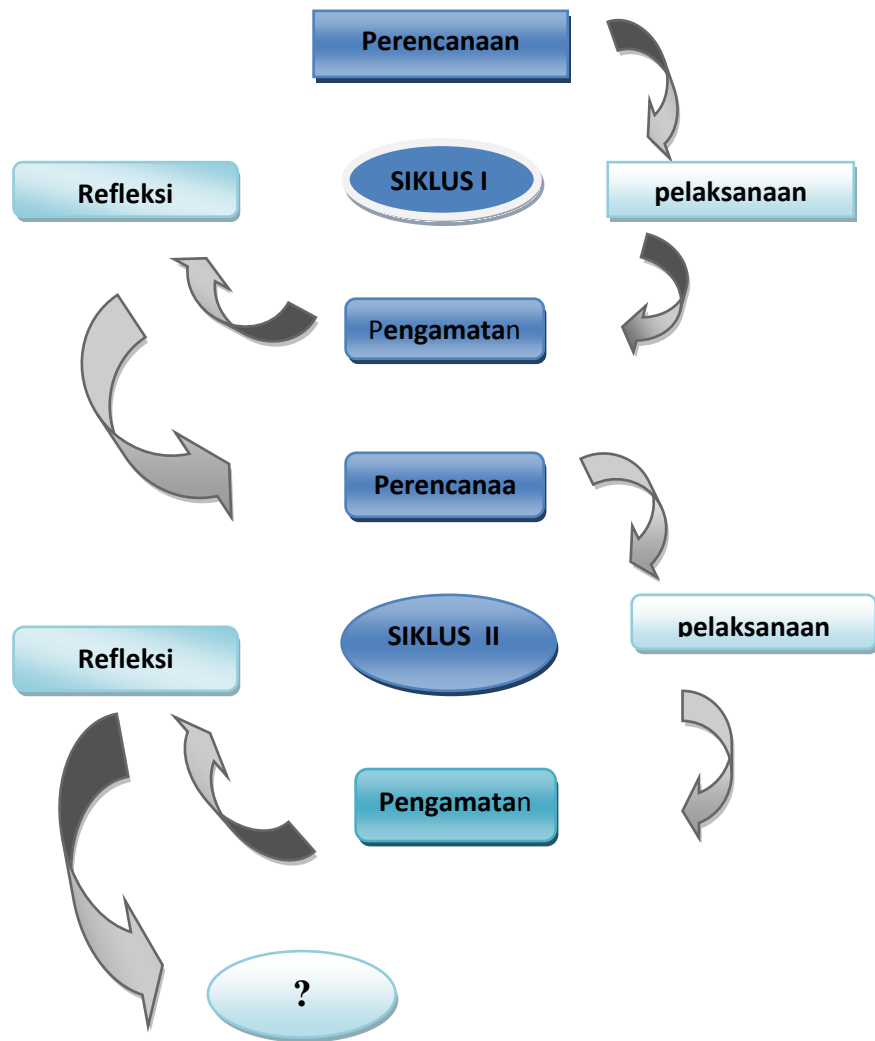 Perencanaan
SIKLUS I
Refleksi
pelaksanaan
Pengamatan
Perencanaa
SIKLUS II
pelaksanaan
Refleksi
Pengamatan
?